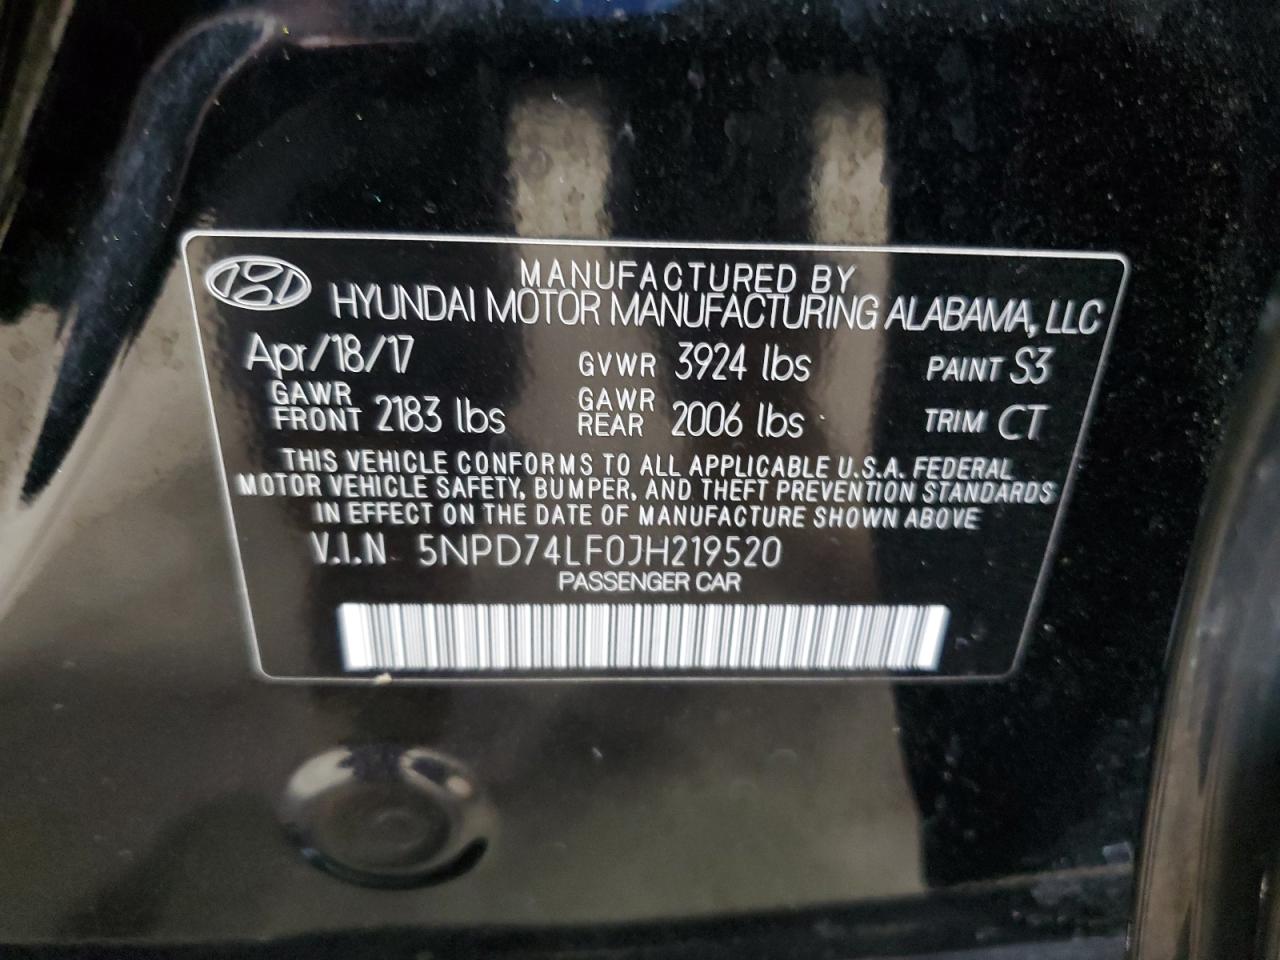 MANUFACTURED BY
HYUNDAI MOTOR MANUFACTURING ALABAMA, LLC
Apr/18/17 GVWR 3924 lbs PAINT S3
GAWR FRONT 2183 lbs GAWR REAR 2006 lbs TRIM CT
THIS VEHICLE CONFORMS TO ALL APPLICABLE U.S.A. FEDERAL
MOTOR VEHICLE SAFETY, BUMPER, AND THEFT PREVENTION STANDARDS
IN EFFECT ON THE DATE OF MANUFACTURE SHOWN ABOVE
V.I.N 5NPD74LF0JH219520
PASSENGER CAR